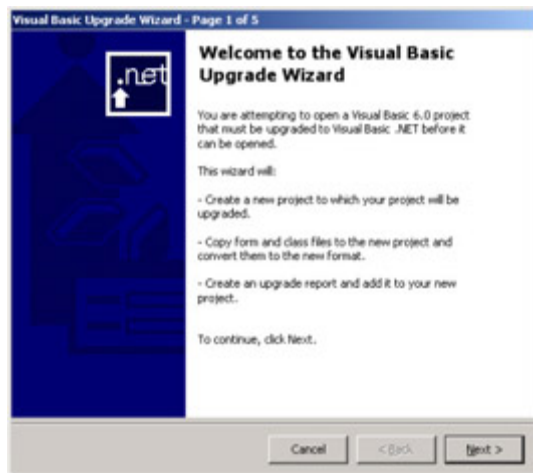 Visual Basic Upgrade Wizard - Page 1 of 5
.net
Welcome to the Visual Basic
Upgrade Wizard
You are attempting to open a Visual Basic 6.0 project
that must be upgraded to Visual Basic .NET before it
can be opened.
This wizard will:
- Create a new project to which your project will be
upgraded.
- Copy form and class files to the new project and
convert them to the new format.
- Create an upgrade report and add it to your new
project.
To continue, click Next.
Cancel
< Back
Next >